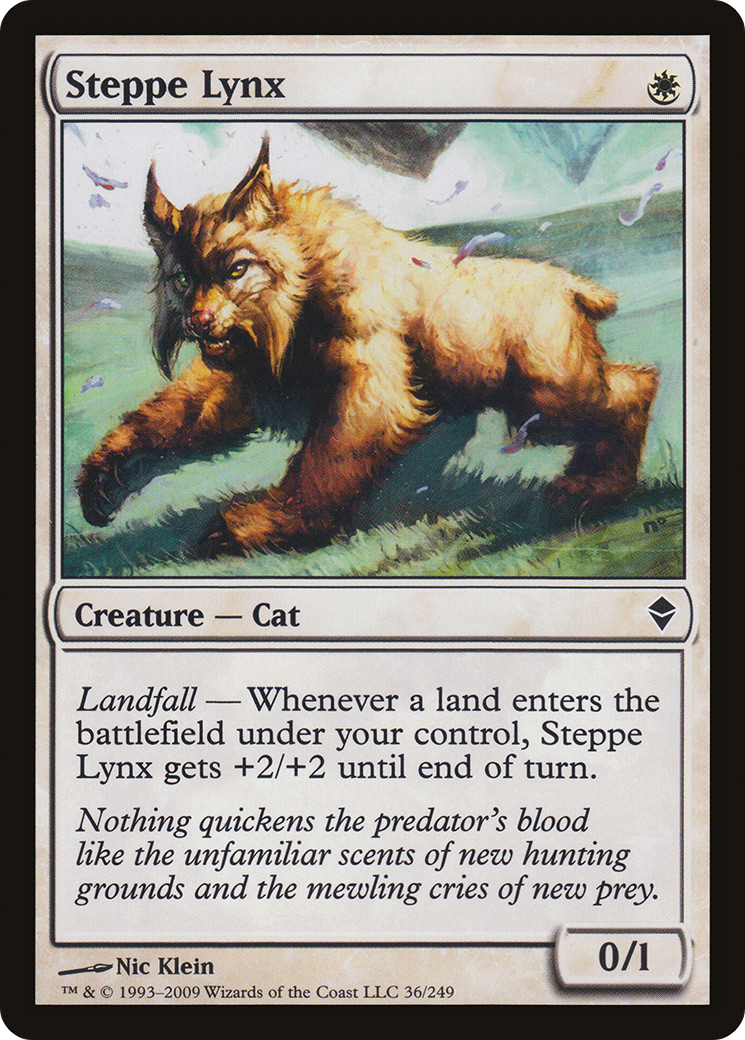 Steppe Lynx
Creature — Cat
Landfall — Whenever a land enters the
battlefield under your control, Steppe
Lynx gets +2/+2 until end of turn.
Nothing quickens the predator's blood
like the unfamiliar scents of new hunting
grounds and the mewling cries of new prey.
0/1
Nic Klein
™ & © 1993–2009 Wizards of the Coast LLC 36/249